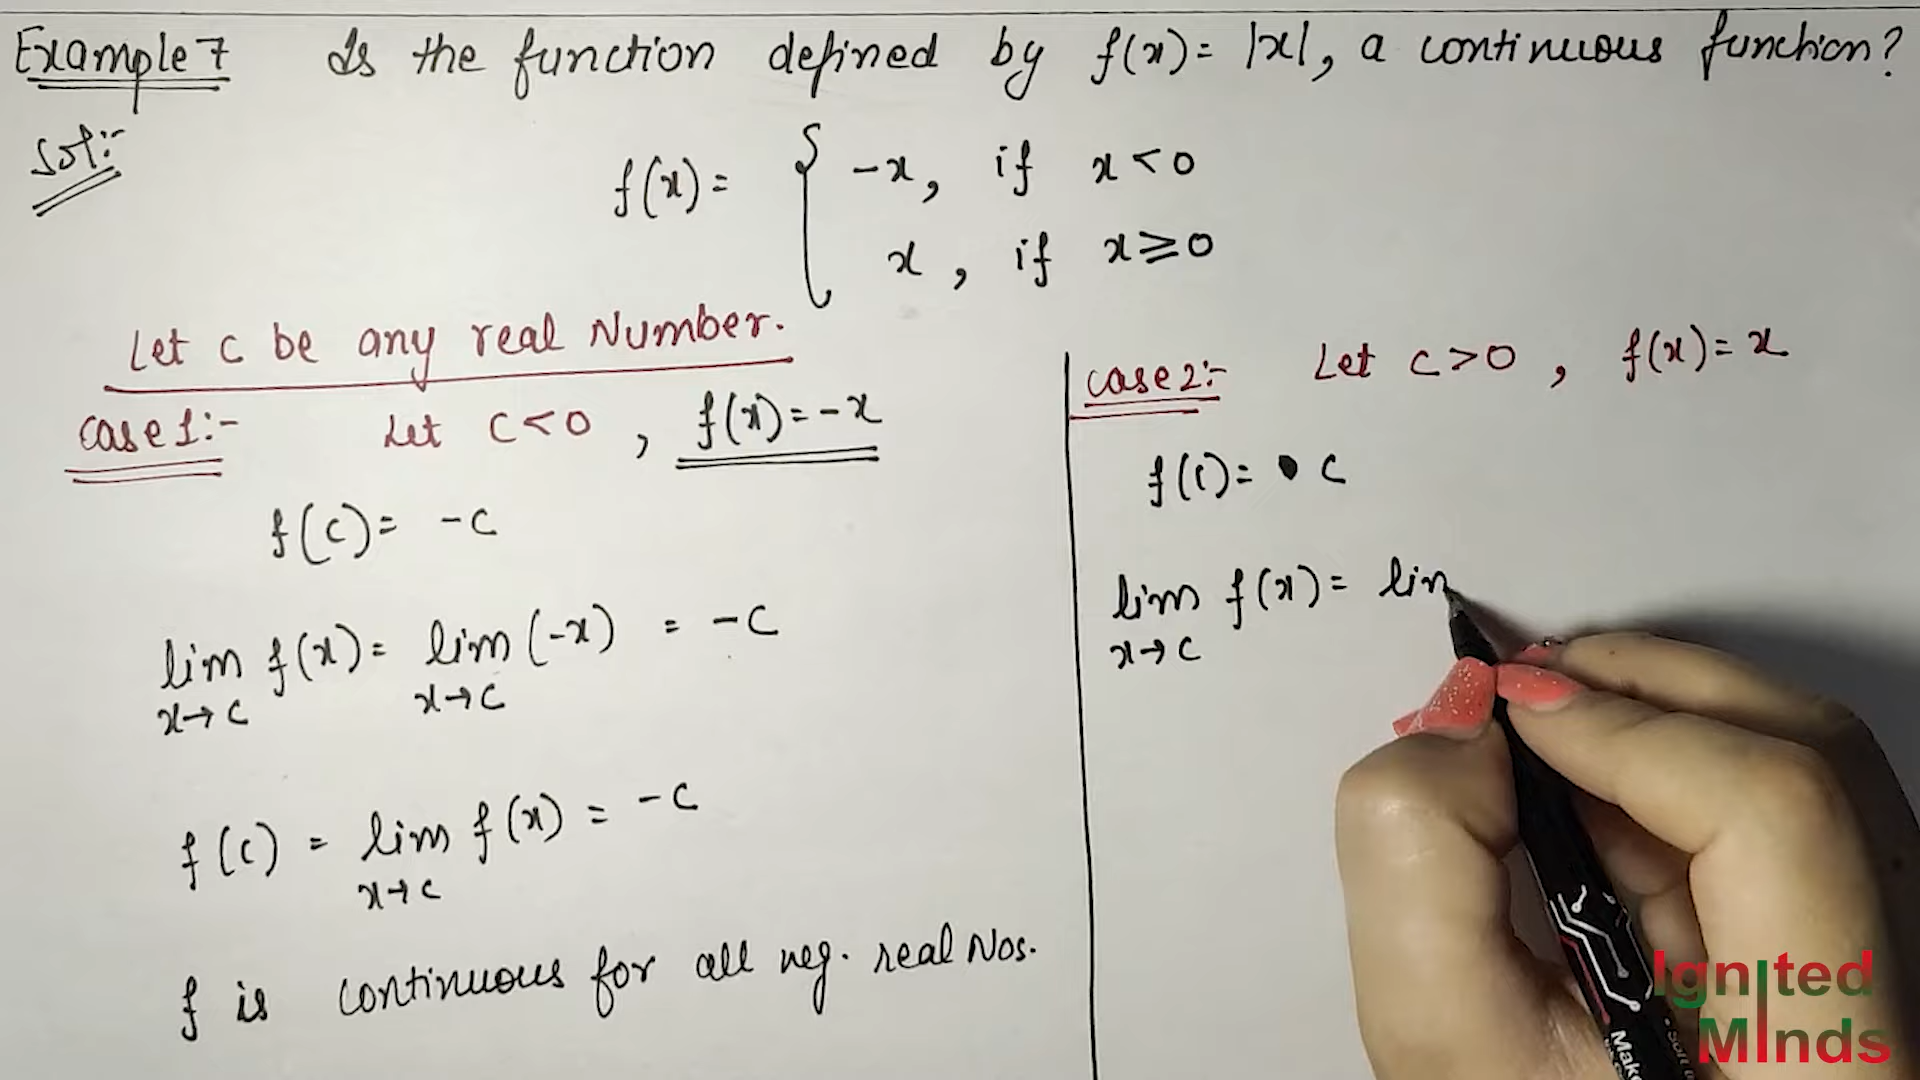 Example 7 Is the function defined by f(x) = |x|, a continuous function?
Sol:-
f(x) = { -x, if x < 0
x, if x ≥ 0
Let c be any real Number.
Case 1:- Let c < 0, f(x) = -x
f(c) = -c
lim f(x) = lim (-x) = -c
x→c x→c
f(c) = lim f(x) = -c
x→c
f is continuous for all neg. real Nos.
Case 2:- Let c > 0, f(x) = x
f(c) = c
lim f(x) = lim
x→c
Ignited
Minds